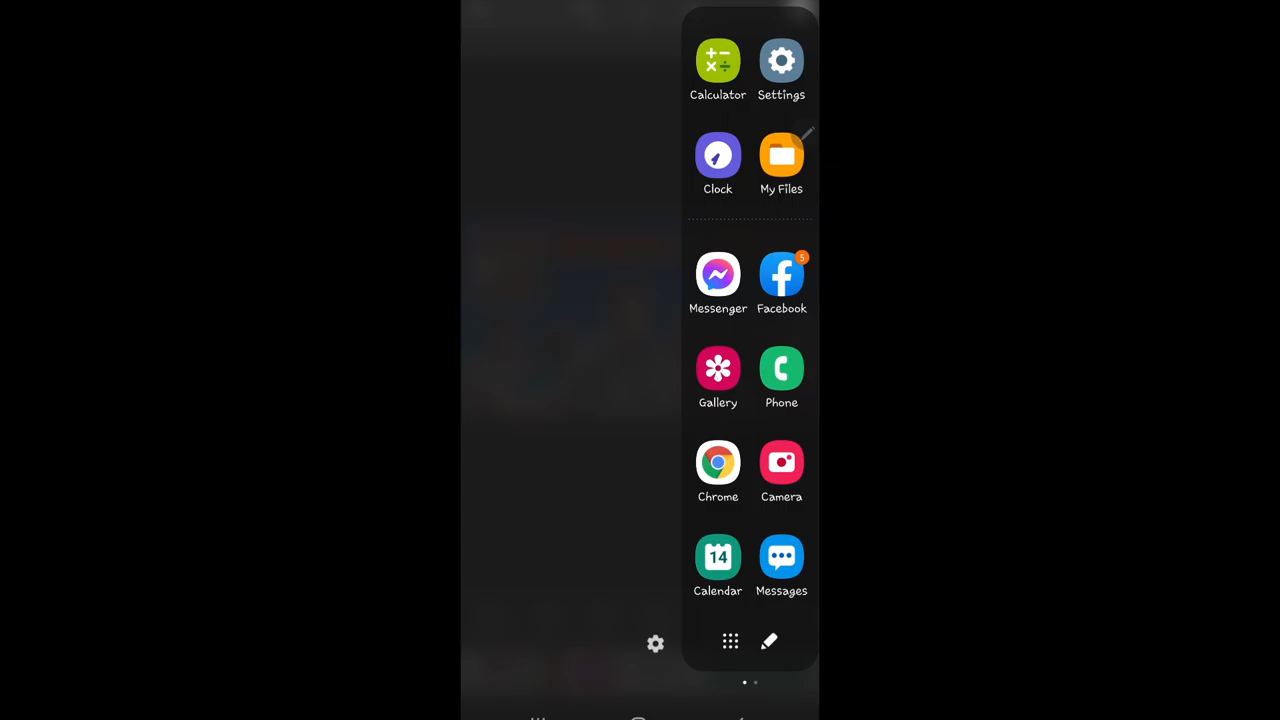 Calculator Settings
Clock My Files
5
Messenger Facebook
Gallery Phone
Chrome Camera
14
Calendar Messages